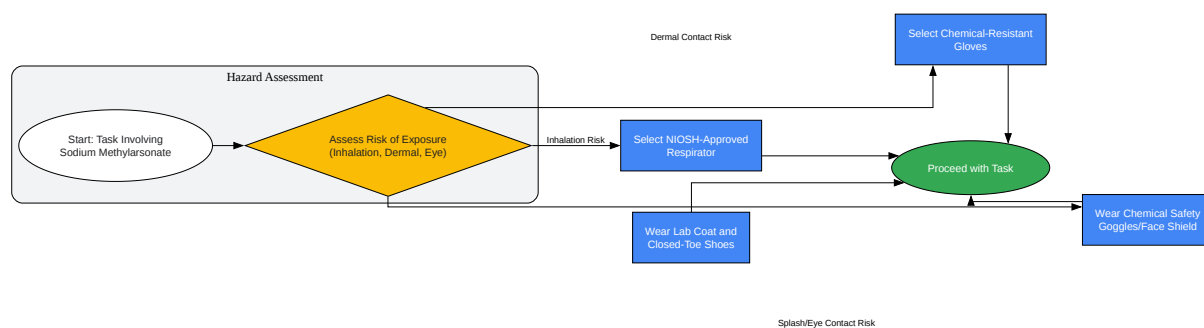 Dermal Contact Risk
Select Chemical-Resistant
Gloves
Hazard Assessment
Start: Task Involving
Sodium Methylarsonate
Assess Risk of Exposure
(Inhalation, Dermal, Eye)
Inhalation Risk
Select NIOSH-Approved
Respirator
Proceed with Task
Wear Lab Coat and
Closed-Toe Shoes
Wear Chemical Safety
Goggles/Face Shield
Splash/Eye Contact Risk